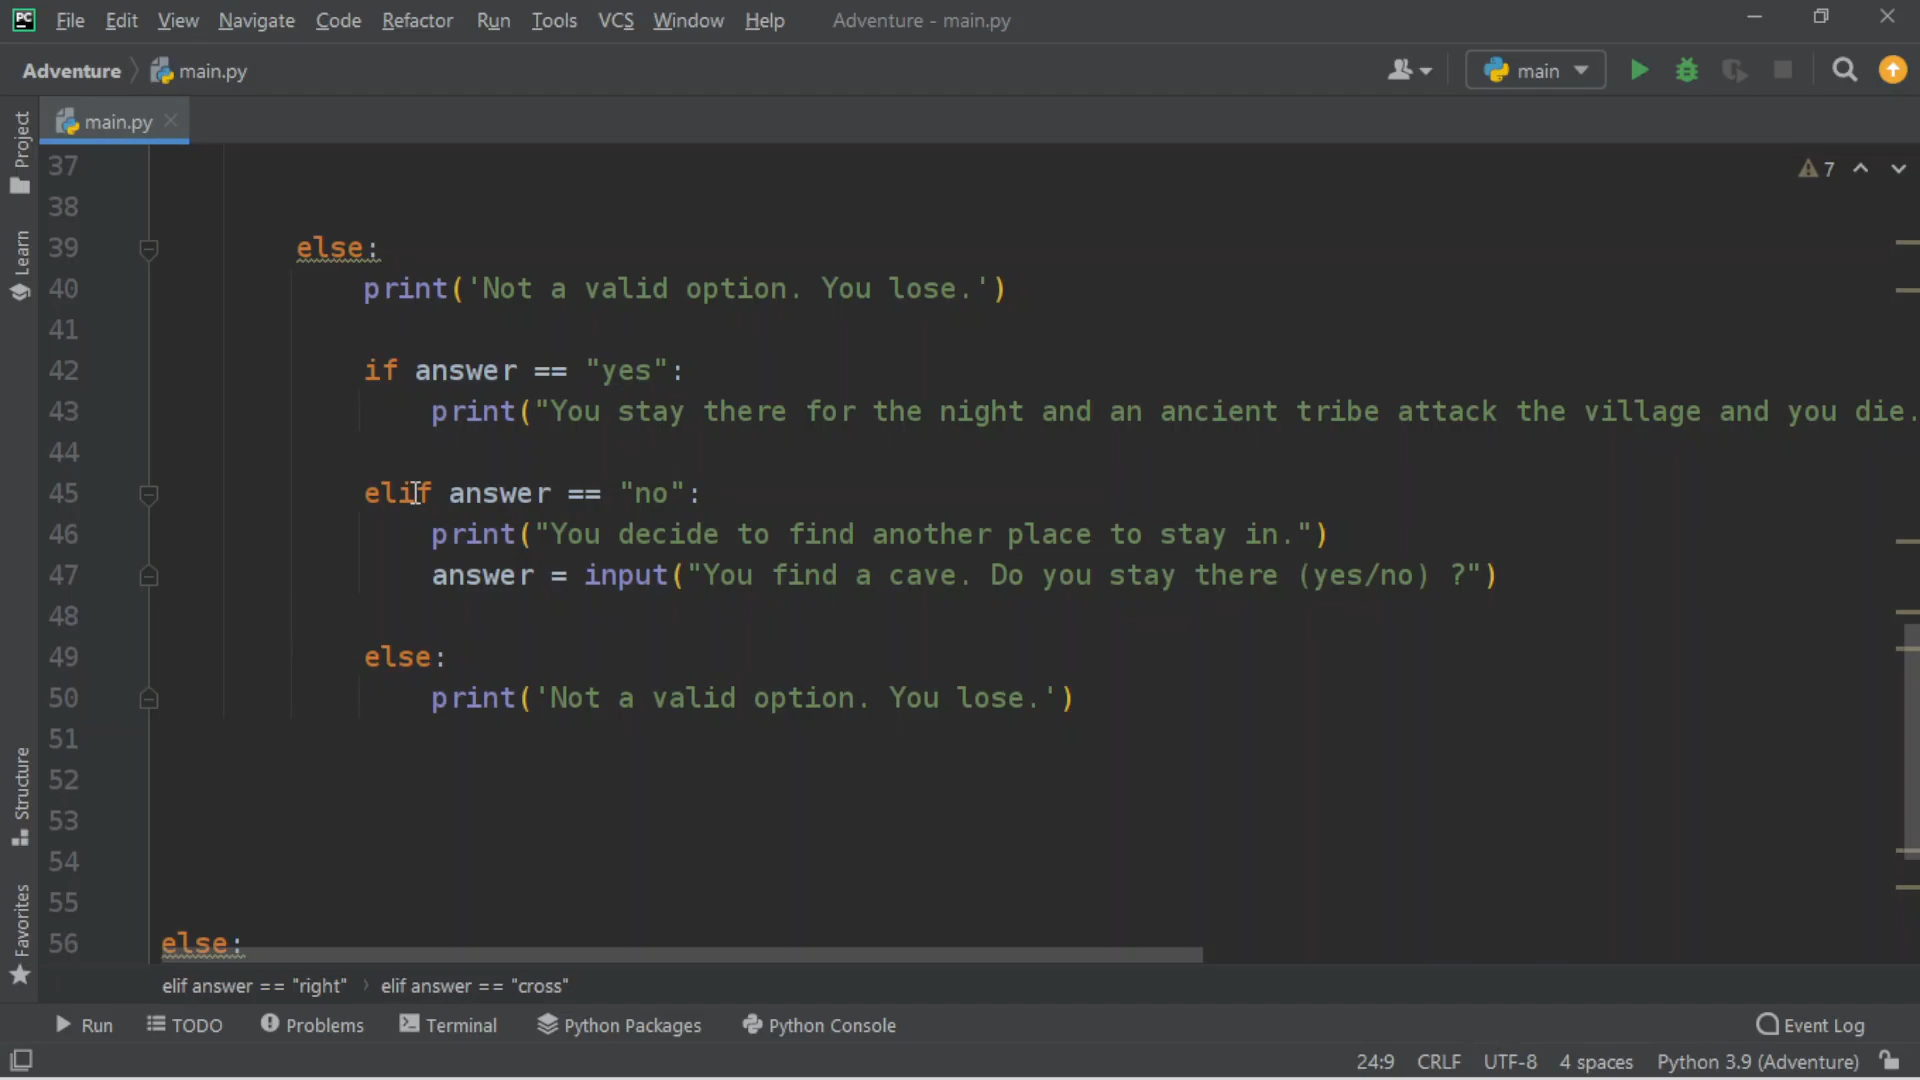 PC File Edit View Navigate Code Refactor Run Tools VCS Window Help Adventure - main.py
Adventure main.py main
Project
Learn
Structure
Favorites
main.py
7
37
38
39 else:
40 print('Not a valid option. You lose.')
41
42 if answer == "yes":
43 print("You stay there for the night and an ancient tribe attack the village and you die.
44
45 elif answer == "no":
46 print("You decide to find another place to stay in.")
47 answer = input("You find a cave. Do you stay there (yes/no) ?")
48
49 else:
50 print('Not a valid option. You lose.')
51
52
53
54
55
56 else:
elif answer == "right" elif answer == "cross"
Run TODO Problems Terminal Python Packages Python Console Event Log
24:9 CRLF UTF-8 4 spaces Python 3.9 (Adventure)